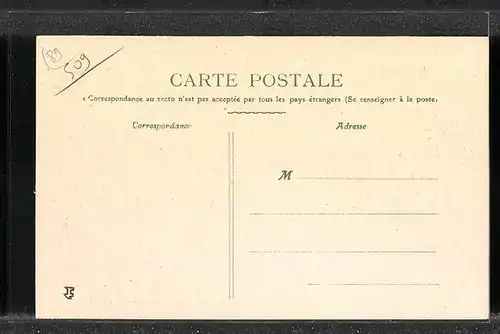 (89
509
CARTE POSTALE
La Correspondance au recto n'est pas acceptée par tous les pays étrangers (Se renseigner à la poste)
Correspondance
Adresse
M